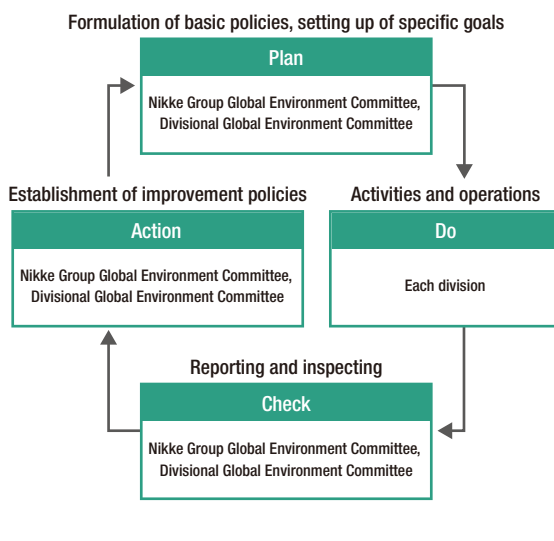 Formulation of basic policies, setting up of specific goals
Plan
Nikke Group Global Environment Committee,
Divisional Global Environment Committee
Establishment of improvement policies
Action
Nikke Group Global Environment Committee,
Divisional Global Environment Committee
Activities and operations
Do
Each division
Reporting and inspecting
Check
Nikke Group Global Environment Committee,
Divisional Global Environment Committee